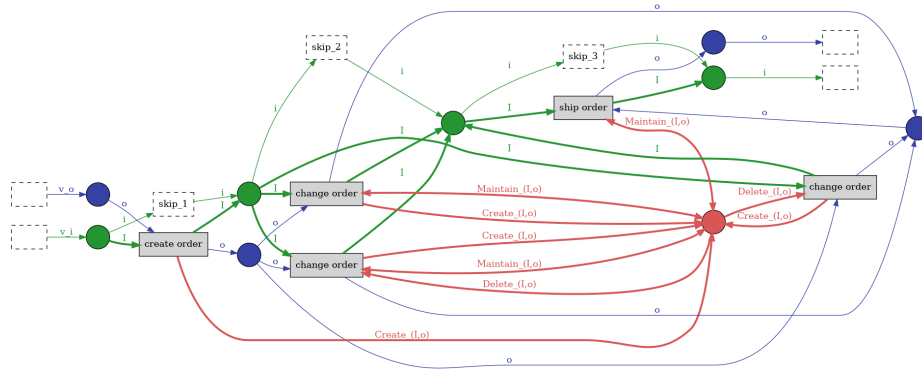 o
skip_2
i
skip_3
i
o
i
i
I
i
i
ship order
I
Maintain_(I,o)
o
I
I
I
v_o
o
i
skip_1
i
I
change order
I
Maintain_(I,o)
Delete_(I,o)
change order
o
v_i
i
I
create order
I
o
o
I
Create_(I,o)
Create_(I,o)
Create_(I,o)
o
change order
Maintain_(I,o)
Delete_(I,o)
o
Create_(I,o)
o